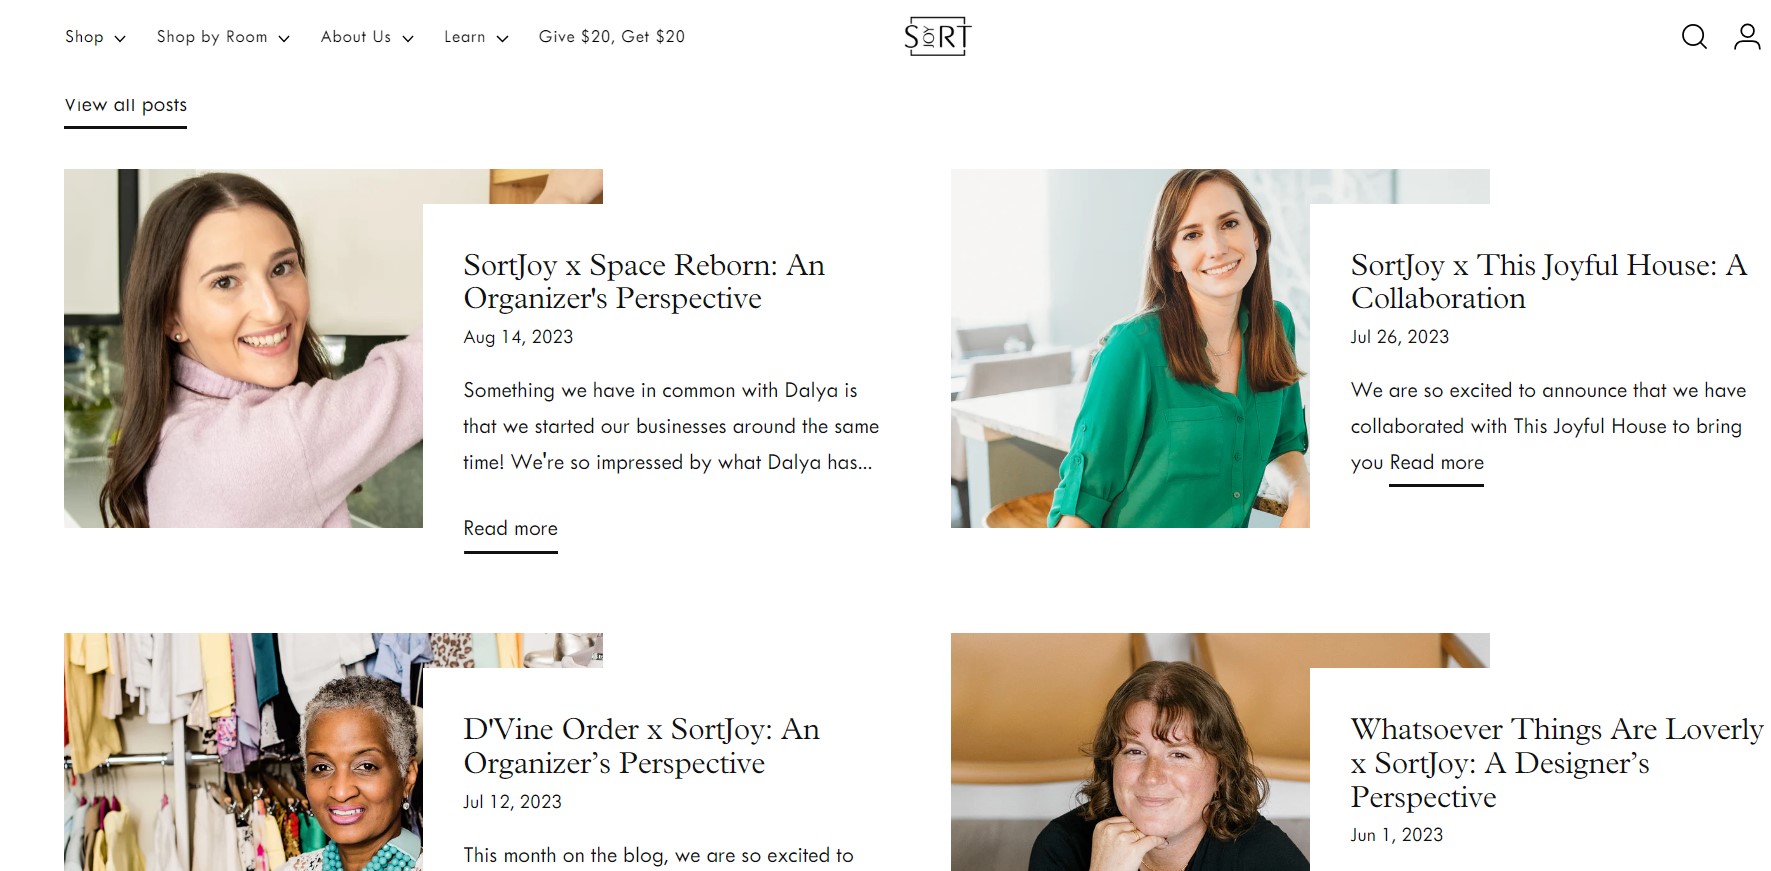 Shop
Shop by Room
About Us
Learn
Give $20, Get $20
SORT
JOY
View all posts
SortJoy x Space Reborn: An
Organizer's Perspective
Aug 14, 2023
Something we have in common with Dalya is
that we started our businesses around the same
time! We're so impressed by what Dalya has...
Read more
SortJoy x This Joyful House: A
Collaboration
Jul 26, 2023
We are so excited to announce that we have
collaborated with This Joyful House to bring
you Read more
D'Vine Order x SortJoy: An
Organizer’s Perspective
Jul 12, 2023
This month on the blog, we are so excited to
Whatsoever Things Are Loverly
x SortJoy: A Designer’s
Perspective
Jun 1, 2023